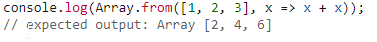 console.log(Array.from([1, 2, 3], x => x + x));
// expected output: Array [2, 4, 6]